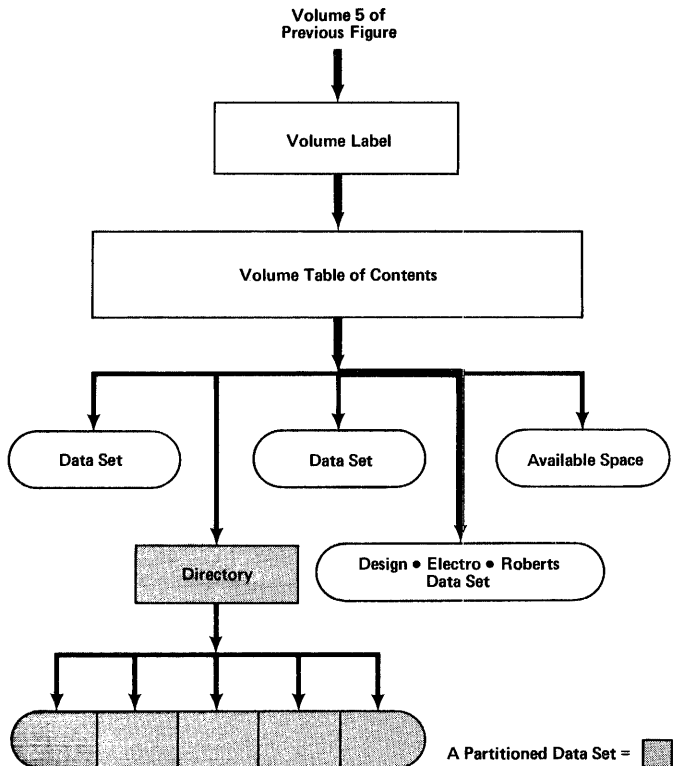 Volume 5 of
Previous Figure
Volume Label
Volume Table of Contents
Data Set
Data Set
Available Space
Directory
Design • Electro • Roberts
Data Set
A Partitioned Data Set =